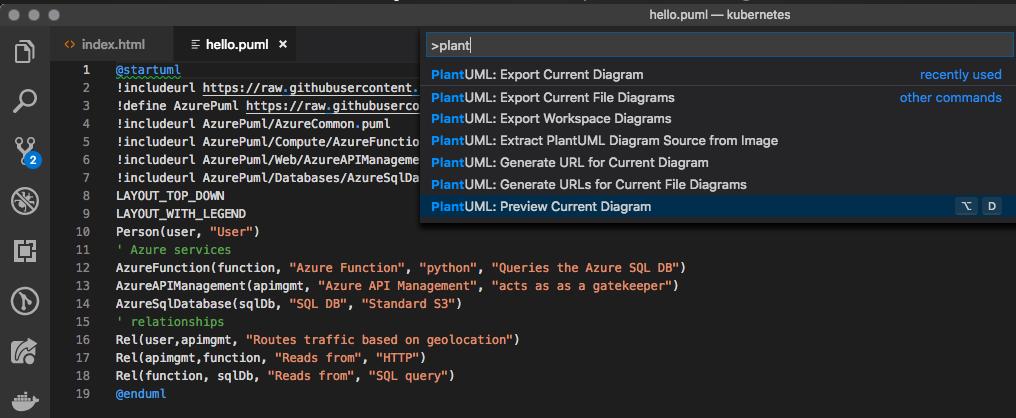 hello.puml — kubernetes
index.html
hello.puml ×
>plant
PlantUML: Export Current Diagram recently used
PlantUML: Export Current File Diagrams other commands
PlantUML: Export Workspace Diagrams
PlantUML: Extract PlantUML Diagram Source from Image
PlantUML: Generate URL for Current Diagram
PlantUML: Generate URLs for Current File Diagrams
PlantUML: Preview Current Diagram ⌥ D
2
1 @startuml
2 !includeurl https://raw.githubusercontent.
3 !define AzurePuml https://raw.githubuserco
4 !includeurl AzurePuml/AzureCommon.puml
5 !includeurl AzurePuml/Compute/AzureFunctio
6 !includeurl AzurePuml/Web/AzureAPIManageme
7 !includeurl AzurePuml/Databases/AzureSqlDa
8 LAYOUT_TOP_DOWN
9 LAYOUT_WITH_LEGEND
10 Person(user, "User")
11 ' Azure services
12 AzureFunction(function, "Azure Function", "python", "Queries the Azure SQL DB")
13 AzureAPIManagement(apimgmt, "Azure API Management", "acts as as a gatekeeper")
14 AzureSqlDatabase(sqlDb, "SQL DB", "Standard S3")
15 ' relationships
16 Rel(user,apimgmt, "Routes traffic based on geolocation")
17 Rel(apimgmt,function, "Reads from", "HTTP")
18 Rel(function, sqlDb, "Reads from", "SQL query")
19 @enduml